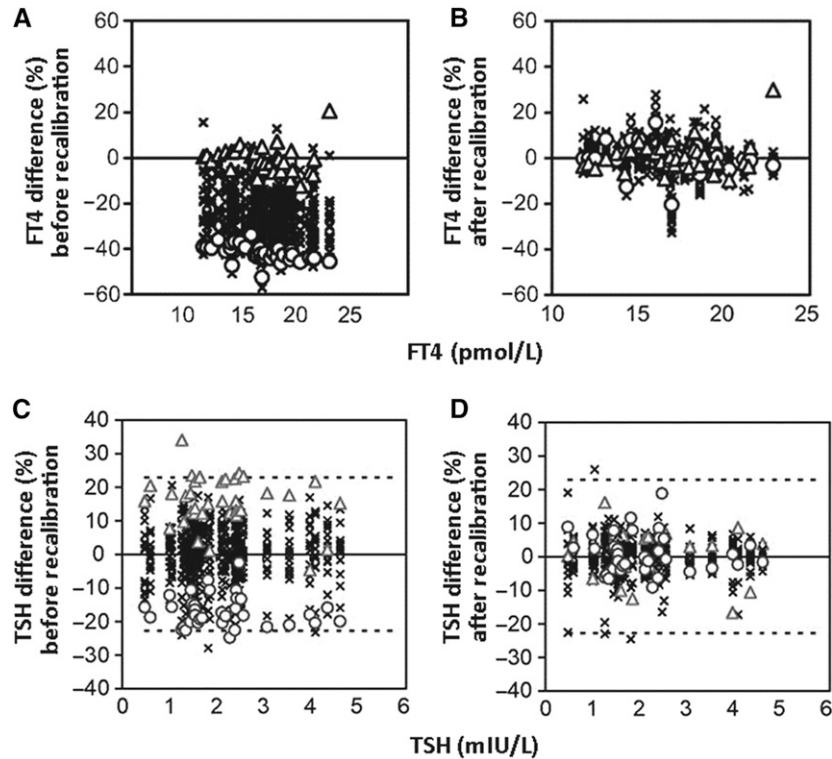 A
FT4 difference (%)
before recalibration
60
40
20
0
−20
−40
−60
10 15 20 25
B
FT4 difference (%)
after recalibration
60
40
20
0
−20
−40
−60
10 15 20 25
FT4 (pmol/L)
C
TSH difference (%)
before recalibration
40
30
20
10
0
−10
−20
−30
−40
0 1 2 3 4 5 6
D
TSH difference (%)
after recalibration
40
30
20
10
0
−10
−20
−30
−40
0 1 2 3 4 5 6
TSH (mIU/L)